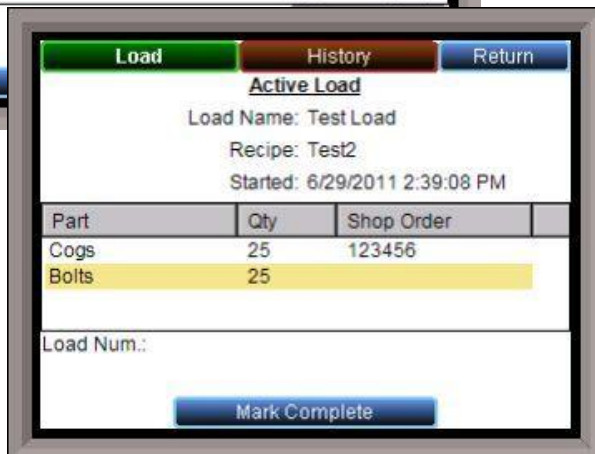 Load History Return
Active Load
Load Name: Test Load
Recipe: Test2
Started: 6/29/2011 2:39:08 PM
Part Qty Shop Order
Cogs 25 123456
Bolts 25
Load Num.:
Mark Complete